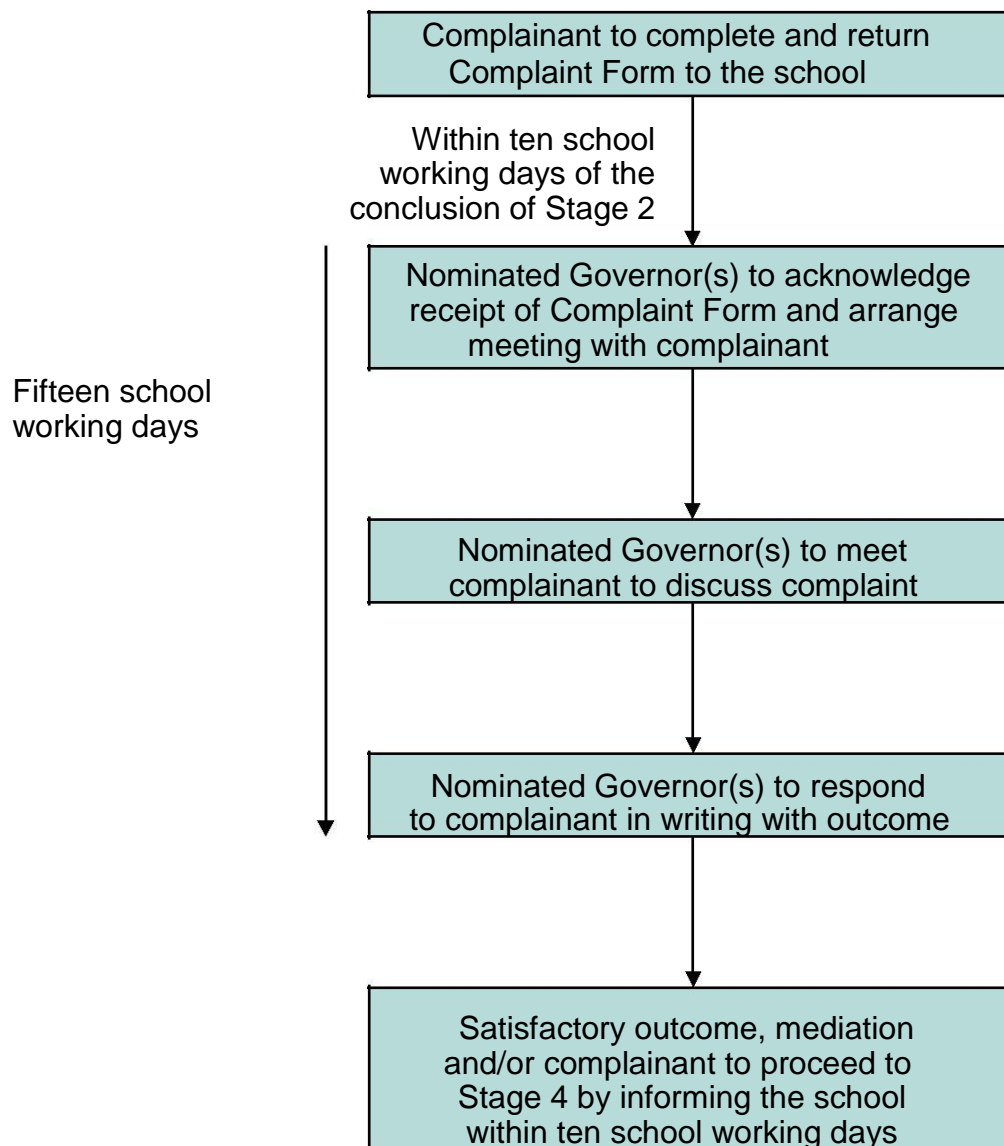 Complainant to complete and return
Complaint Form to the school
Within ten school
working days of the
conclusion of Stage 2
Nominated Governor(s) to acknowledge
receipt of Complaint Form and arrange
meeting with complainant
Fifteen school
working days
Nominated Governor(s) to meet
complainant to discuss complaint
Nominated Governor(s) to respond
to complainant in writing with outcome
Satisfactory outcome, mediation
and/or complainant to proceed to
Stage 4 by informing the school
within ten school working days